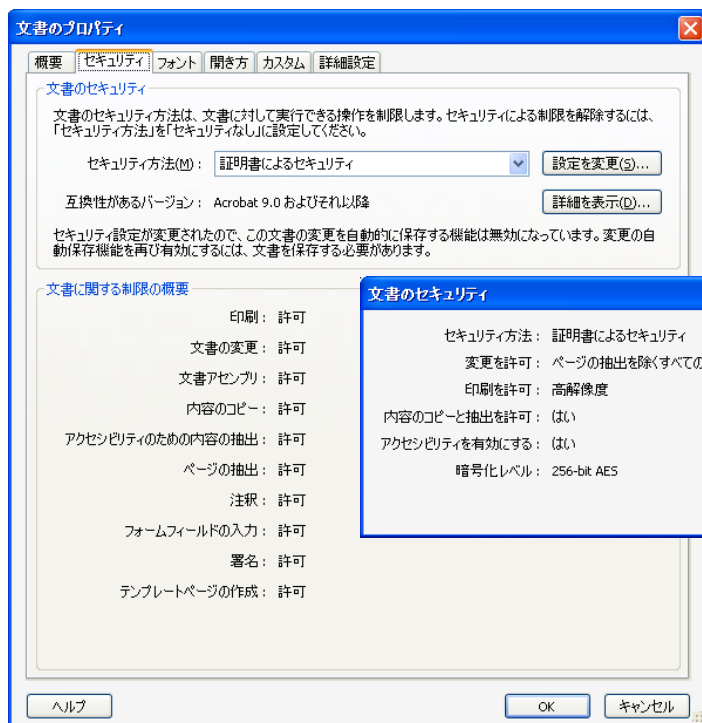 文書のプロパティ
概要 セキュリティ フォント 開き方 カスタム 詳細設定
文書のセキュリティ
文書のセキュリティ方法は、文書に対して実行できる操作を制限します。セキュリティによる制限を解除するには、
「セキュリティ方法」を「セキュリティなし」に設定してください。
セキュリティ方法(M)： 証明書によるセキュリティ 設定を変更(S)...
互換性があるバージョン： Acrobat 9.0 およびそれ以降 詳細を表示(D)...
セキュリティ設定が変更されたので、この文書の変更を自動的に保存する機能は無効になっています。変更の自
動保存機能を再び有効にするには、文書を保存する必要があります。
文書に関する制限の概要
印刷： 許可
文書の変更： 許可
文書アセンブリ： 許可
内容のコピー： 許可
アクセシビリティのための内容の抽出： 許可
ページの抽出： 許可
注釈： 許可
フォームフィールドの入力： 許可
署名： 許可
テンプレートページの作成： 許可
文書のセキュリティ
セキュリティ方法： 証明書によるセキュリティ
変更を許可： ページの抽出を除くすべての
印刷を許可： 高解像度
内容のコピーと抽出を許可： はい
アクセシビリティを有効にする： はい
暗号化レベル： 256-bit AES
ヘルプ OK キャンセル